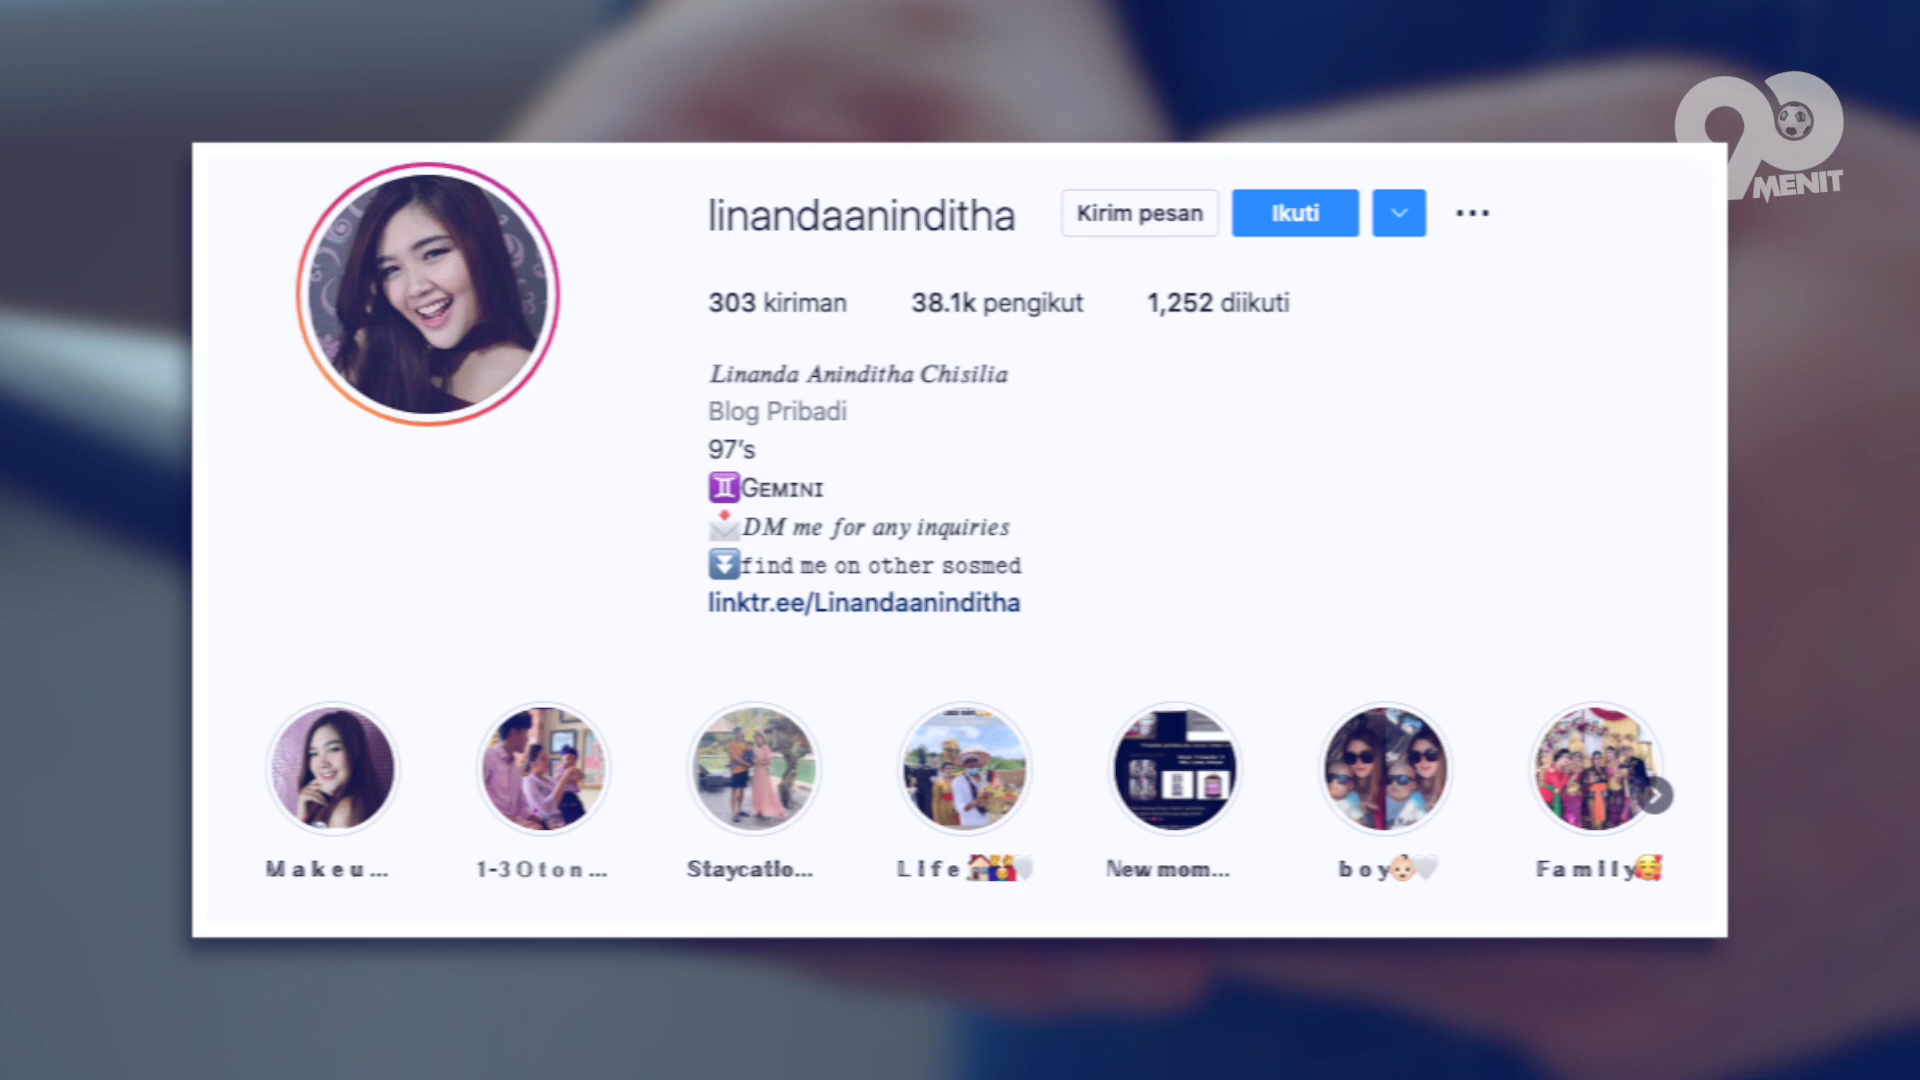 90
MENIT
linandaaninditha
Kirim pesan
Ikuti
303 kiriman
38.1k pengikut
1,252 diikuti
Linanda Aninditha Chisilia
Blog Pribadi
97's
♊Gemini
📩DM me for any inquiries
⏬find me on other sosmed
linktr.ee/Linandaaninditha
Makeu...
1-3Oton...
Staycatio...
Life
New mom...
boy👶🏻🤍
Family🥰